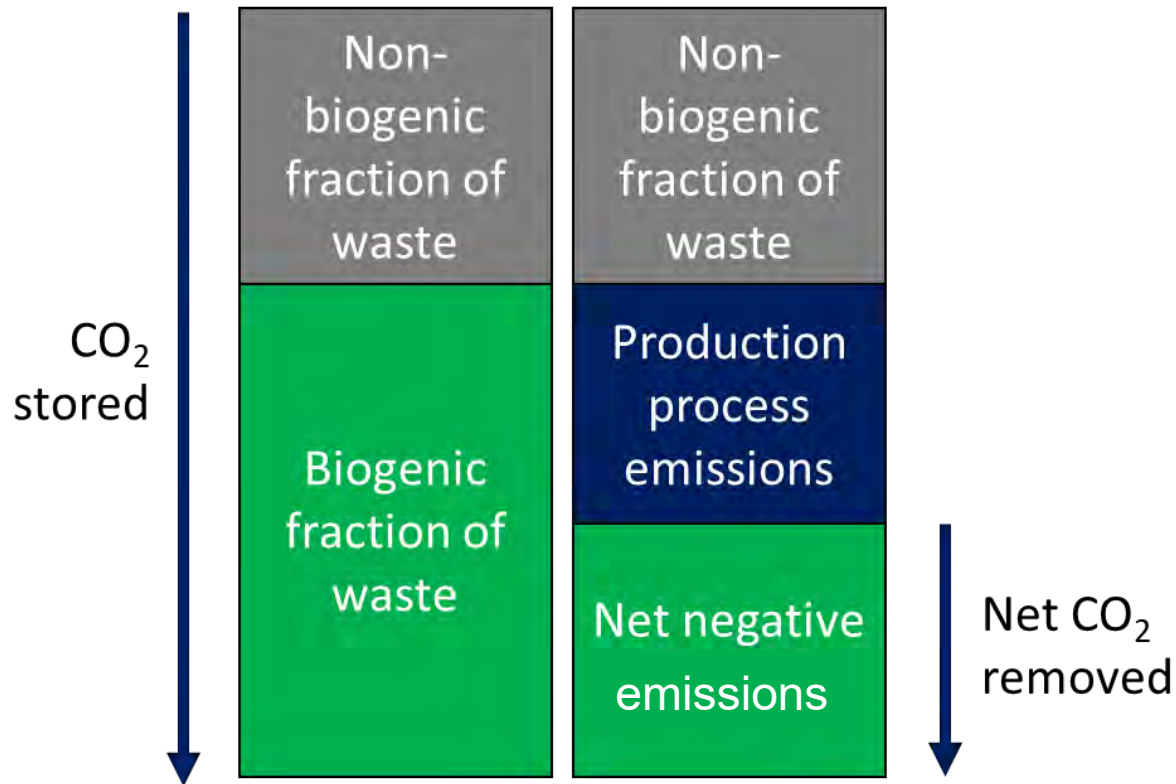 CO₂
stored
Non-
biogenic
fraction of
waste
Biogenic
fraction of
waste
Non-
biogenic
fraction of
waste
Production
process
emissions
Net negative
emissions
Net CO₂
removed